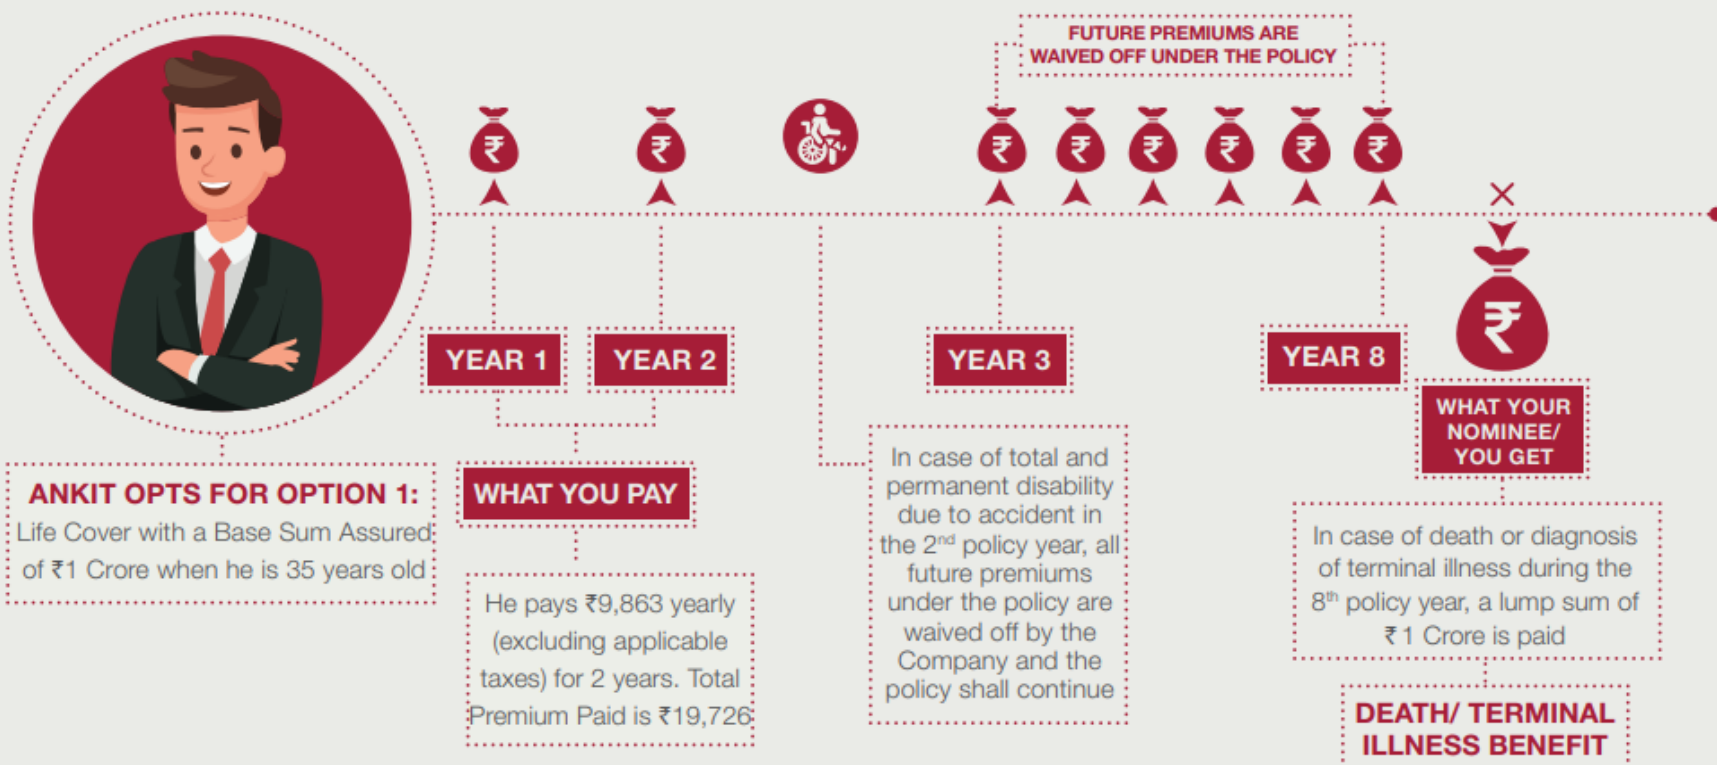 FUTURE PREMIUMS ARE
WAIVED OFF UNDER THE POLICY
₹
₹
₹
₹
₹
₹
₹
₹
₹
YEAR 1
YEAR 2
YEAR 3
YEAR 8
ANKIT OPTS FOR OPTION 1:
Life Cover with a Base Sum Assured
of ₹1 Crore when he is 35 years old
WHAT YOU PAY
He pays ₹9,863 yearly
(excluding applicable
taxes) for 2 years. Total
Premium Paid is ₹19,726
In case of total and
permanent disability
due to accident in
the 2nd policy year, all
future premiums
under the policy are
waived off by the
Company and the
policy shall continue
WHAT YOUR
NOMINEE/
YOU GET
In case of death or diagnosis
of terminal illness during the
8th policy year, a lump sum of
₹ 1 Crore is paid
DEATH/ TERMINAL
ILLNESS BENEFIT